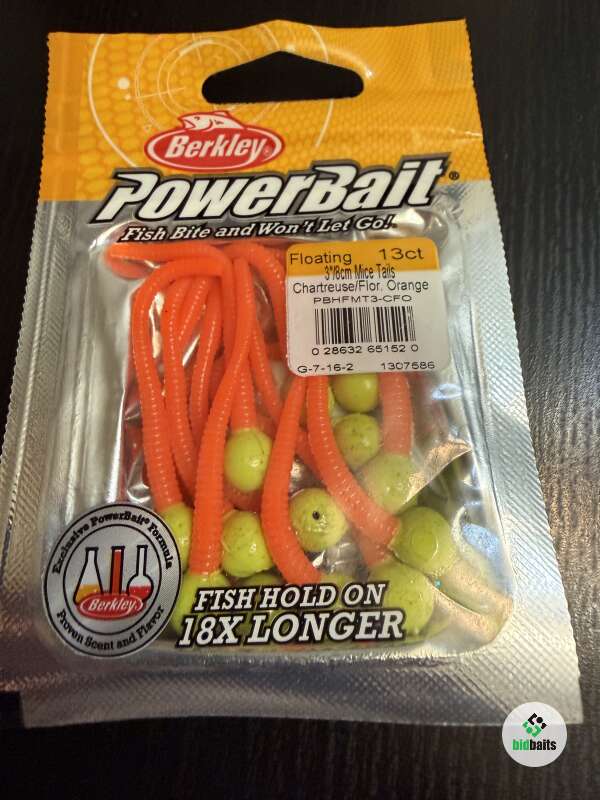 Berkley®
PowerBait®
Fish Bite and Won't Let Go!™
Floating 13ct
3"/8cm Mice Tails
Chartreuse/Flor. Orange
PBHFMT3-CFO
0 28632 65152 0
G-7-16-2 1307586
Exclusive PowerBait® Formula
Berkley
Proven Scent and Flavor
FISH HOLD ON
18X LONGER
bidbaits